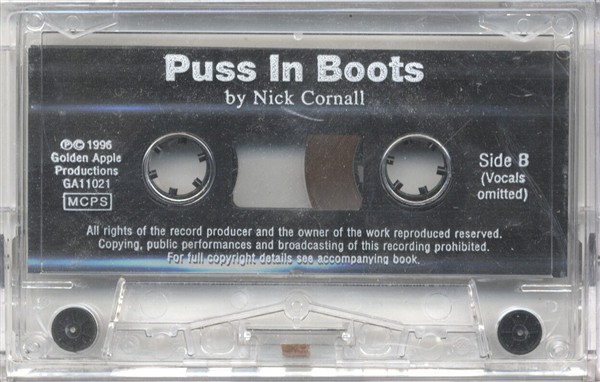 Puss In Boots
by Nick Cornall
℗© 1996
Golden Apple
Productions
GA11021
MCPS
Side B
(Vocals
omitted)
All rights of the record producer and the owner of the work reproduced reserved.
Copying, public performances and broadcasting of this recording prohibited.
For full copyright details see accompanying book.